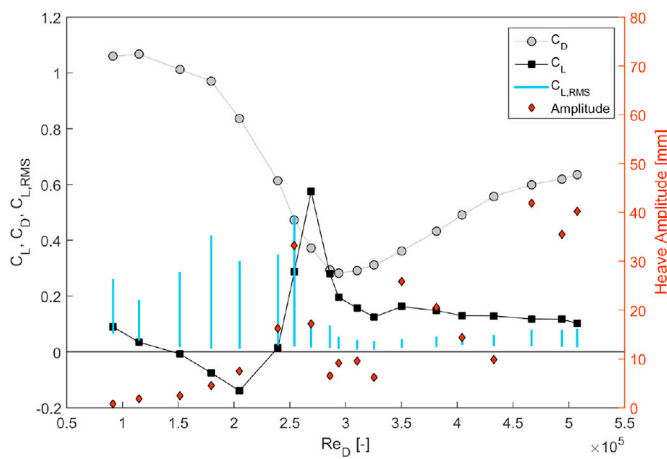 1.2
1
0.8
0.6
0.4
0.2
0
-0.2
C_L, C_D, C_L,RMS
C_D
C_L
C_L,RMS
Amplitude
80
70
60
50
40
30
20
10
0
Heave Amplitude [mm]
0.5 1 1.5 2 2.5 3 3.5 4 4.5 5 5.5
Re_D [-]
×10^5